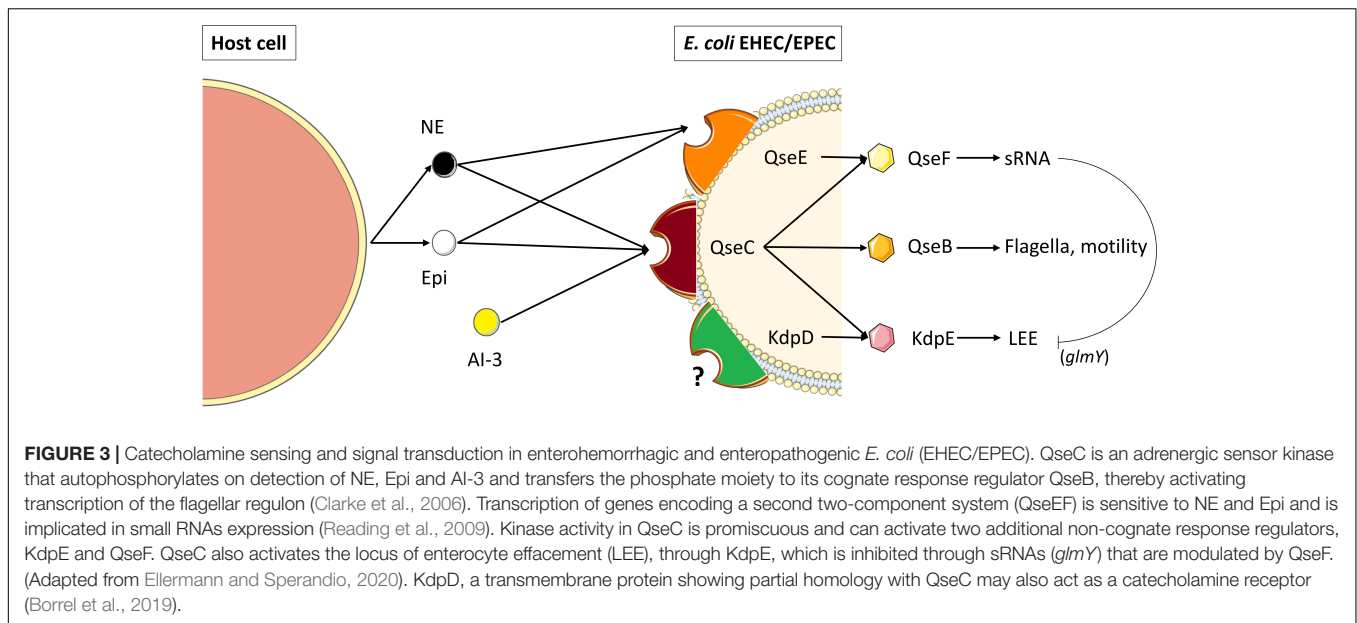 Host cell
E. coli EHEC/EPEC
NE
Epi
AI-3
?
QseE
QseF
sRNA
QseC
QseB
Flagella, motility
KdpD
KdpE
LEE
(glmY)
FIGURE 3 | Catecholamine sensing and signal transduction in enterohemorrhagic and enteropathogenic E. coli (EHEC/EPEC). QseC is an adrenergic sensor kinase
that autophosphorylates on detection of NE, Epi and AI-3 and transfers the phosphate moiety to its cognate response regulator QseB, thereby activating
transcription of the flagellar regulon (Clarke et al., 2006). Transcription of genes encoding a second two-component system (QseEF) is sensitive to NE and Epi and is
implicated in small RNAs expression (Reading et al., 2009). Kinase activity in QseC is promiscuous and can activate two additional non-cognate response regulators,
KdpE and QseF. QseC also activates the locus of enterocyte effacement (LEE), through KdpE, which is inhibited through sRNAs (glmY) that are modulated by QseF.
(Adapted from Ellermann and Sperandio, 2020). KdpD, a transmembrane protein showing partial homology with QseC may also act as a catecholamine receptor
(Borrel et al., 2019).